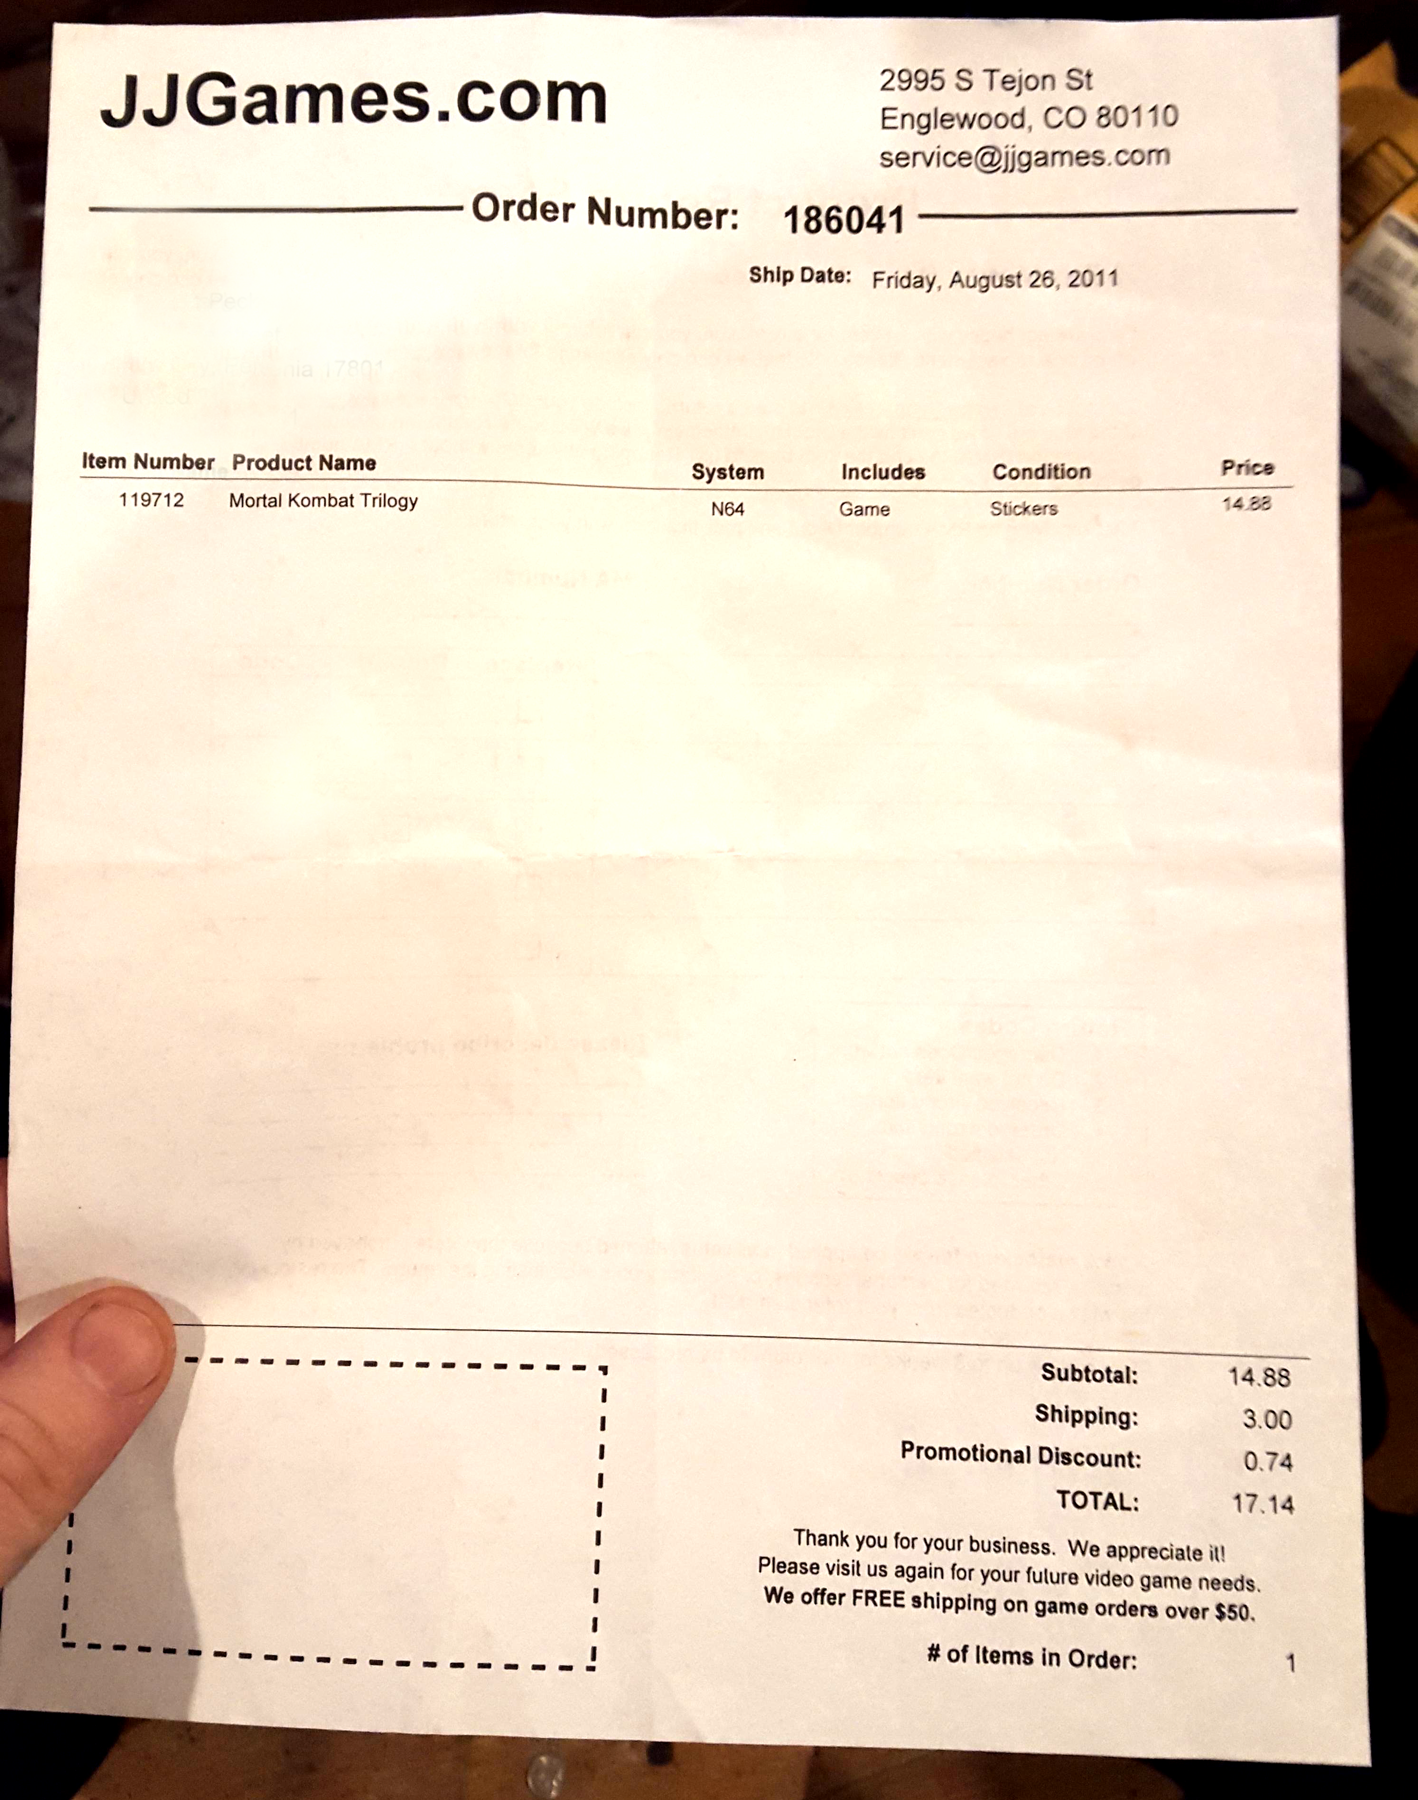 JJGames.com
2995 S Tejon St
Englewood, CO 80110
service@jjgames.com
Order Number: 186041
Ship Date: Friday, August 26, 2011
17801
Item Number Product Name System Includes Condition Price
119712 Mortal Kombat Trilogy N64 Game Stickers 14.88
Subtotal: 14.88
Shipping: 3.00
Promotional Discount: 0.74
TOTAL: 17.14
Thank you for your business. We appreciate it!
Please visit us again for your future video game needs.
We offer FREE shipping on game orders over $50.
# of Items in Order: 1